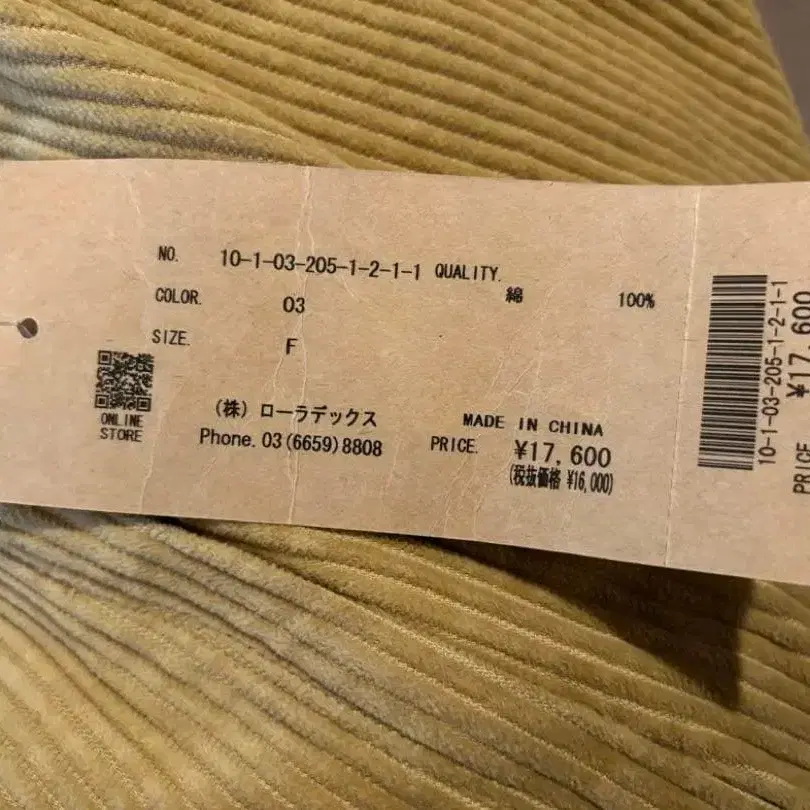 NO. 10-1-03-205-1-2-1-1 QUALITY.
COLOR. 03 綿 100%
SIZE. F
ONLINE
STORE
(株) ローラデックス
Phone. 03(6659)8808
MADE IN CHINA
PRICE. ¥17,600
(税抜価格 ¥16,000)
10-1-03-205-1-2-1-1
PRICE ¥17,600